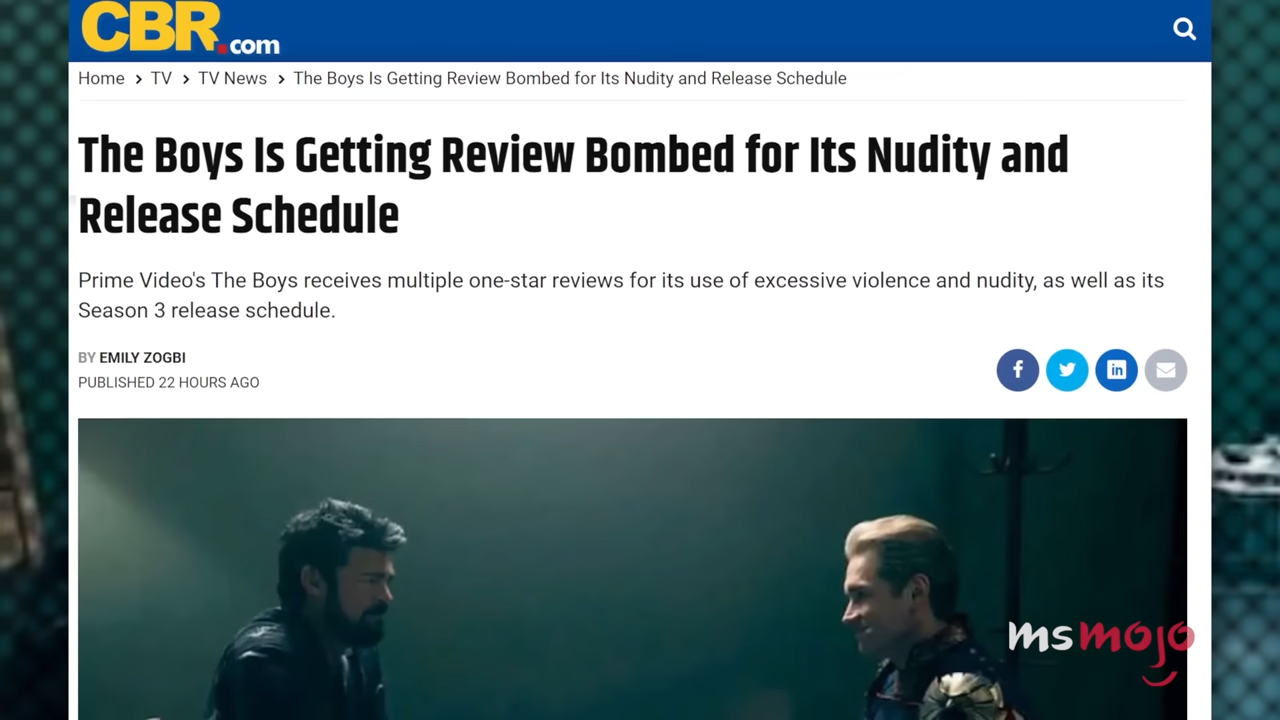 CBR.com
Home > TV > TV News > The Boys Is Getting Review Bombed for Its Nudity and Release Schedule
The Boys Is Getting Review Bombed for Its Nudity and
Release Schedule
Prime Video's The Boys receives multiple one-star reviews for its use of excessive violence and nudity, as well as its
Season 3 release schedule.
BY EMILY ZOGBI
PUBLISHED 22 HOURS AGO
f
in
msmojo